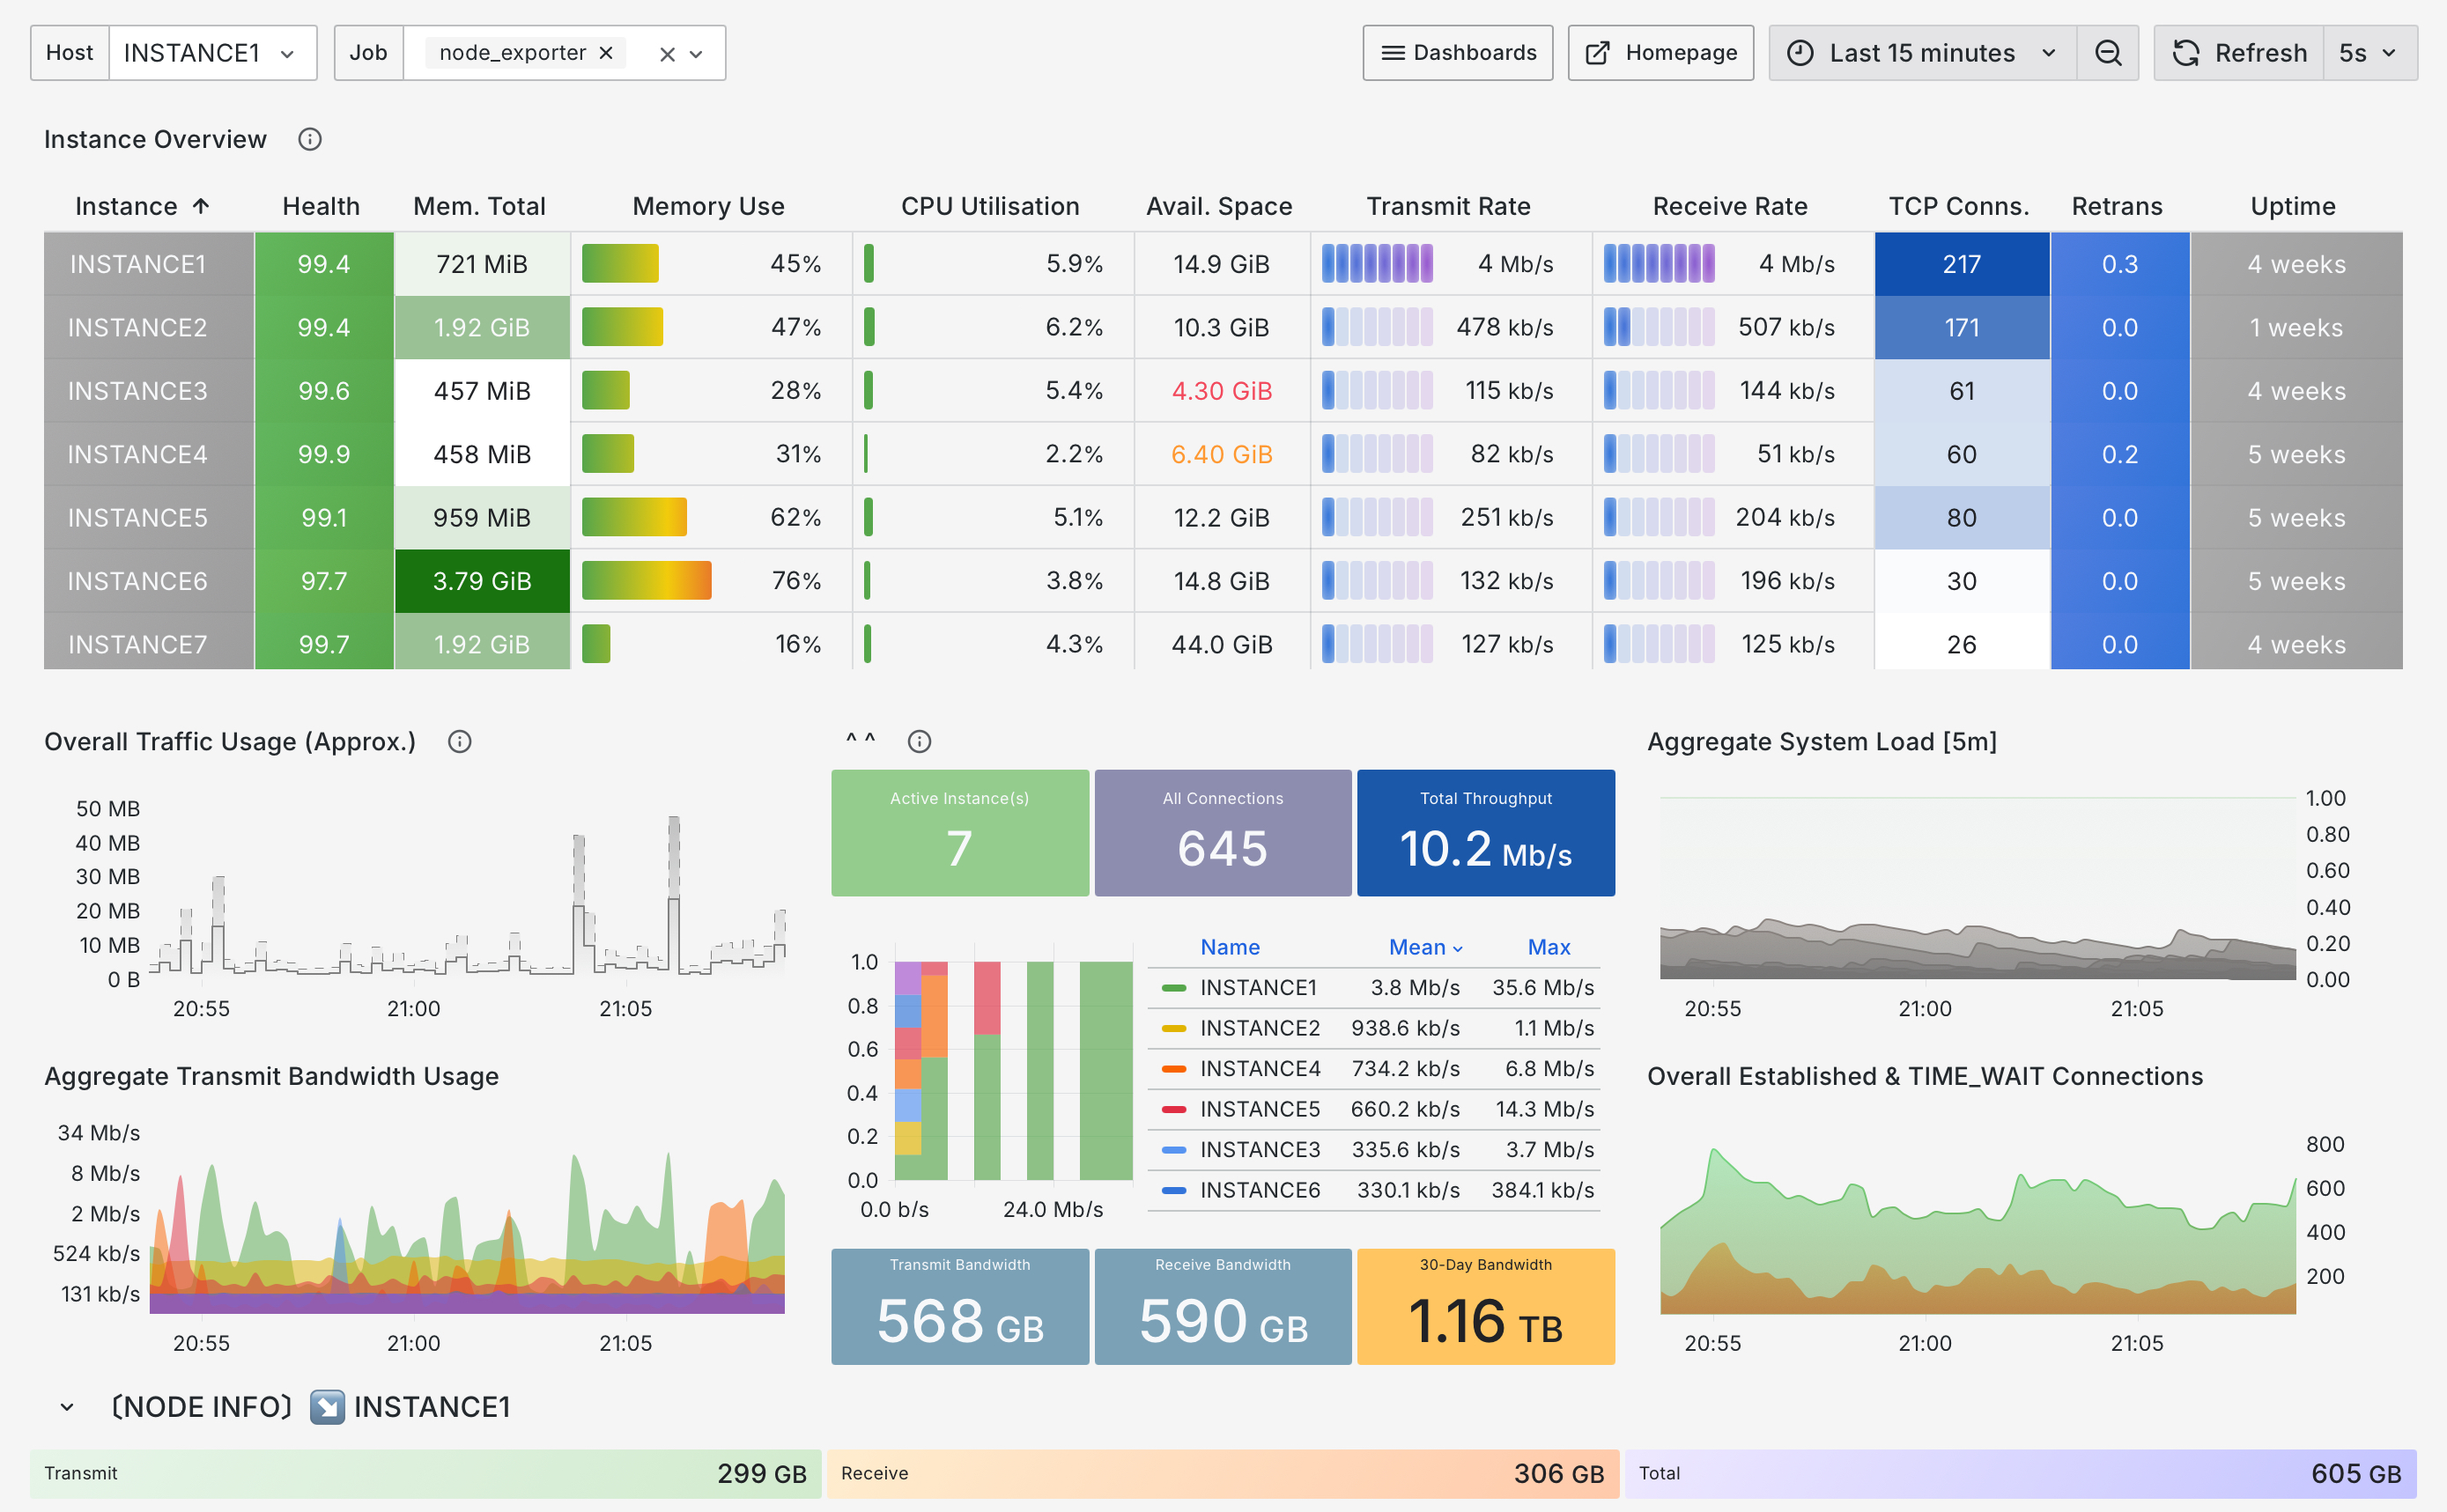 Host INSTANCE1 Job node_exporter Dashboards Homepage Last 15 minutes Refresh 5s
Instance Overview
Instance Health Mem. Total Memory Use CPU Utilisation Avail. Space Transmit Rate Receive Rate TCP Conns. Retrans Uptime
INSTANCE1 99.4 721 MiB 45% 5.9% 14.9 GiB 4 Mb/s 4 Mb/s 217 0.3 4 weeks
INSTANCE2 99.4 1.92 GiB 47% 6.2% 10.3 GiB 478 kb/s 507 kb/s 171 0.0 1 weeks
INSTANCE3 99.6 457 MiB 28% 5.4% 4.30 GiB 115 kb/s 144 kb/s 61 0.0 4 weeks
INSTANCE4 99.9 458 MiB 31% 2.2% 6.40 GiB 82 kb/s 51 kb/s 60 0.2 5 weeks
INSTANCE5 99.1 959 MiB 62% 5.1% 12.2 GiB 251 kb/s 204 kb/s 80 0.0 5 weeks
INSTANCE6 97.7 3.79 GiB 76% 3.8% 14.8 GiB 132 kb/s 196 kb/s 30 0.0 5 weeks
INSTANCE7 99.7 1.92 GiB 16% 4.3% 44.0 GiB 127 kb/s 125 kb/s 26 0.0 4 weeks
Overall Traffic Usage (Approx.)
50 MB
40 MB
30 MB
20 MB
10 MB
0 B
20:55 21:00 21:05
Aggregate Transmit Bandwidth Usage
34 Mb/s
8 Mb/s
2 Mb/s
524 kb/s
131 kb/s
20:55 21:00 21:05
^ ^
Active Instance(s)
7
All Connections
645
Total Throughput
10.2 Mb/s
1.0
0.8
0.6
0.4
0.2
0.0
0.0 b/s 24.0 Mb/s
Name Mean Max
INSTANCE1 3.8 Mb/s 35.6 Mb/s
INSTANCE2 938.6 kb/s 1.1 Mb/s
INSTANCE4 734.2 kb/s 6.8 Mb/s
INSTANCE5 660.2 kb/s 14.3 Mb/s
INSTANCE3 335.6 kb/s 3.7 Mb/s
INSTANCE6 330.1 kb/s 384.1 kb/s
Transmit Bandwidth
568 GB
Receive Bandwidth
590 GB
30-Day Bandwidth
1.16 TB
Aggregate System Load [5m]
1.00
0.80
0.60
0.40
0.20
0.00
20:55 21:00 21:05
Overall Established & TIME_WAIT Connections
800
600
400
200
20:55 21:00 21:05
〔NODE INFO〕 ↘️ INSTANCE1
Transmit 299 GB
Receive 306 GB
Total 605 GB